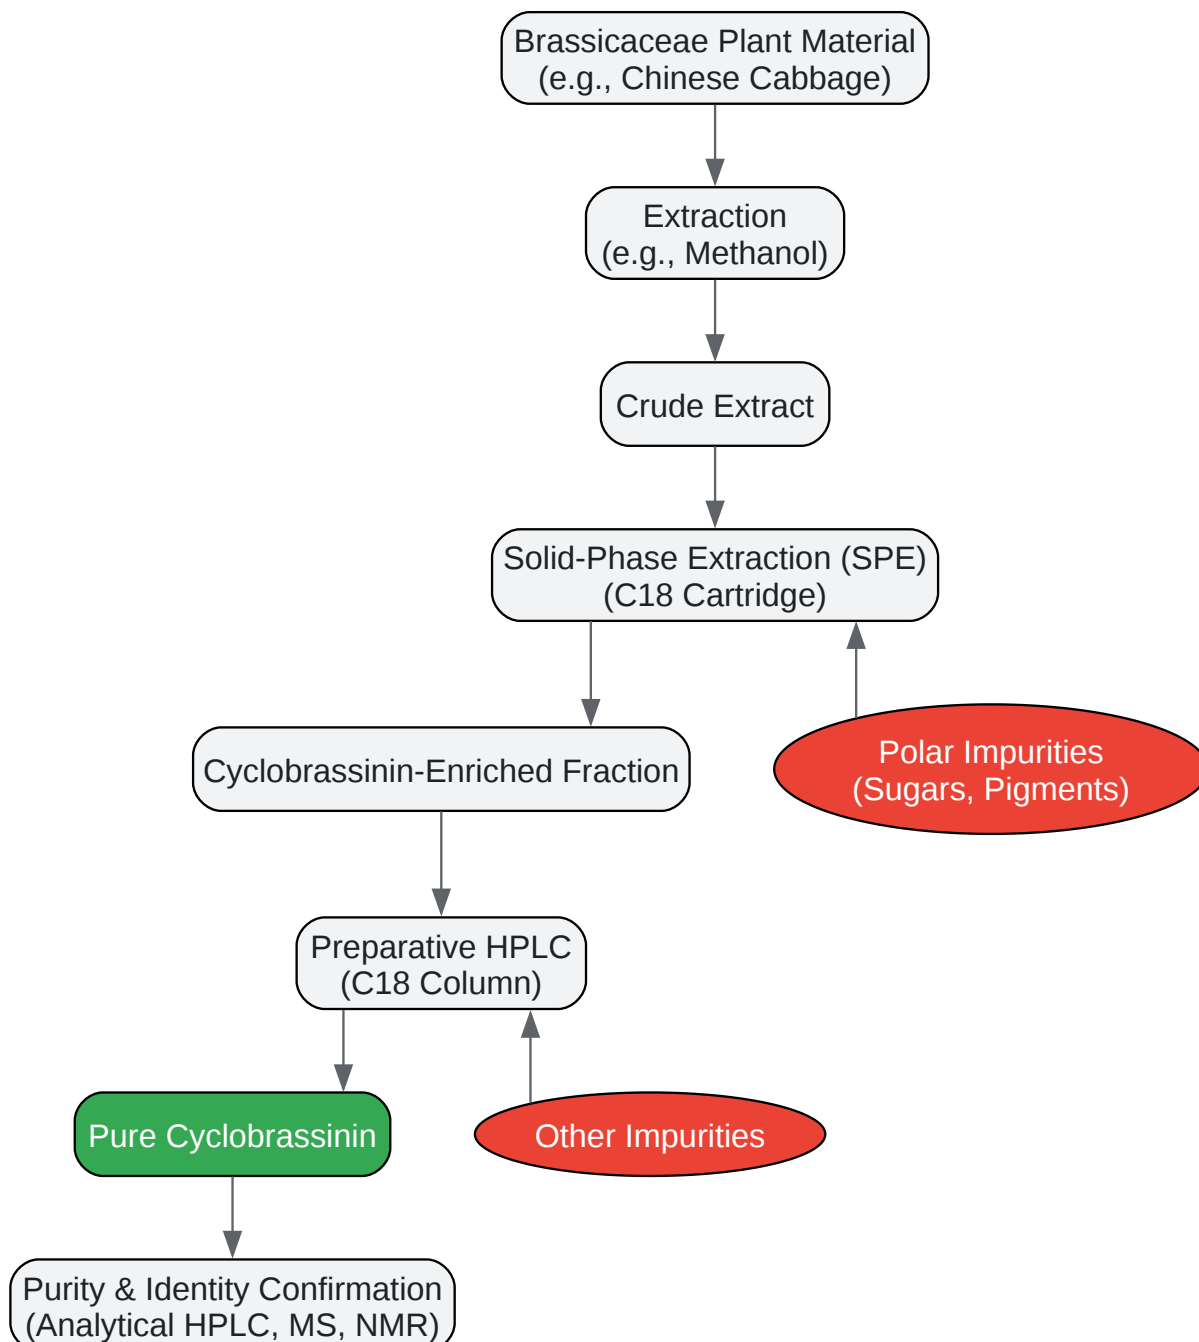 Brassicaceae Plant Material
(e.g., Chinese Cabbage)
Extraction
(e.g., Methanol)
Crude Extract
Solid-Phase Extraction (SPE)
(C18 Cartridge)
Cyclobrassinin-Enriched Fraction
Polar Impurities
(Sugars, Pigments)
Preparative HPLC
(C18 Column)
Pure Cyclobrassinin
Other Impurities
Purity & Identity Confirmation
(Analytical HPLC, MS, NMR)